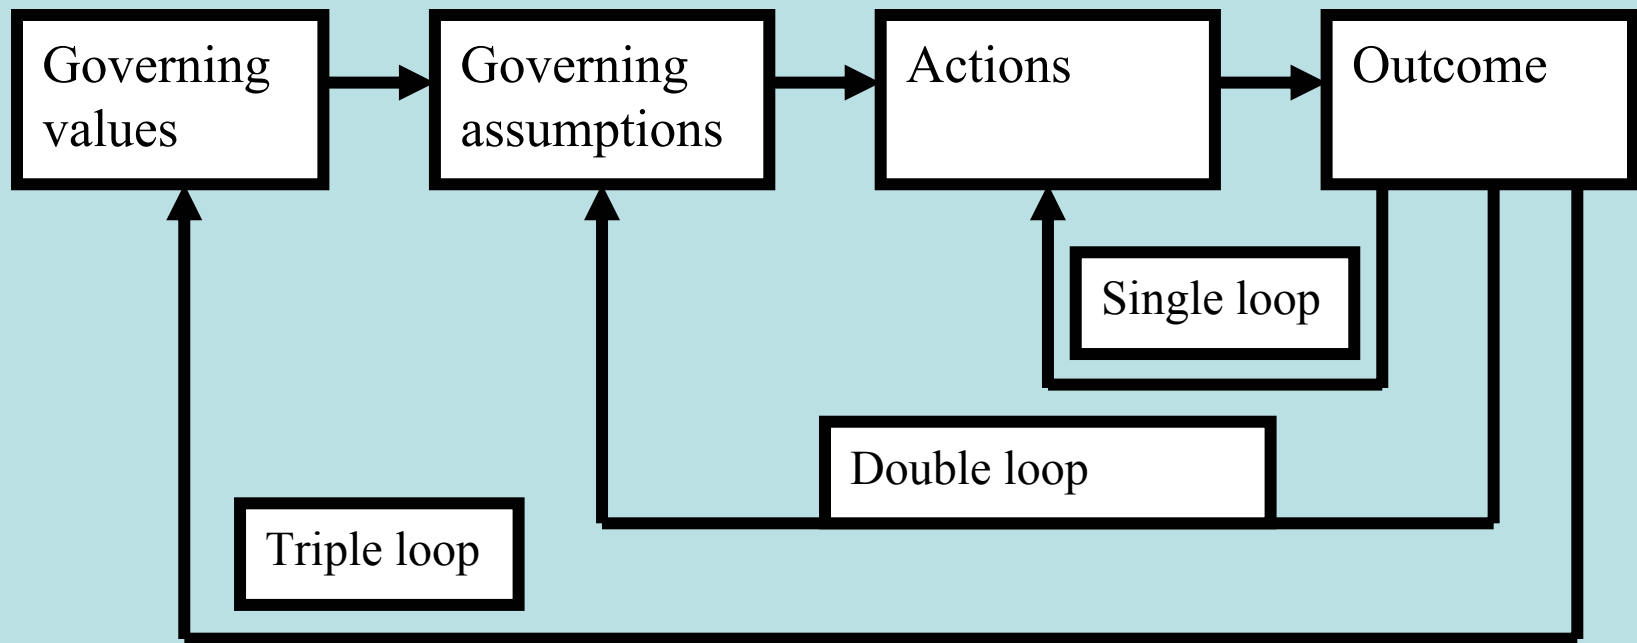 Governing
values
Governing
assumptions
Actions
Outcome
Single loop
Double loop
Triple loop